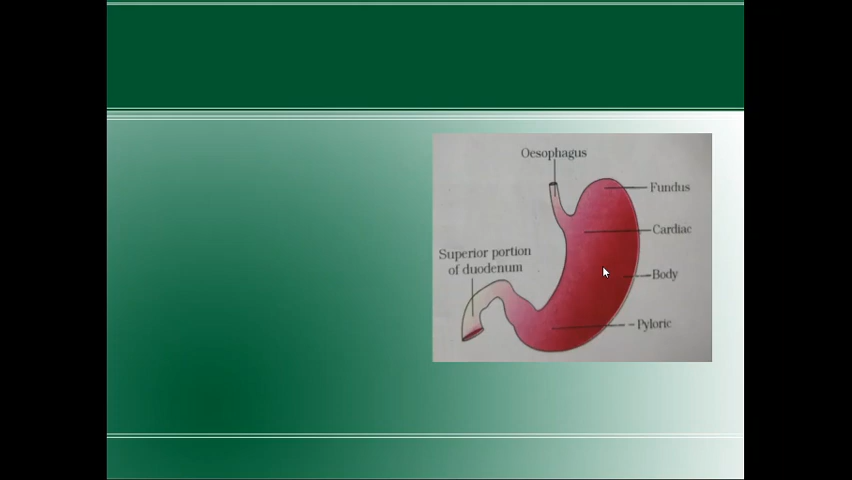 Oesophagus
Fundus
Cardiac
Superior portion
of duodenum
Body
Pyloric